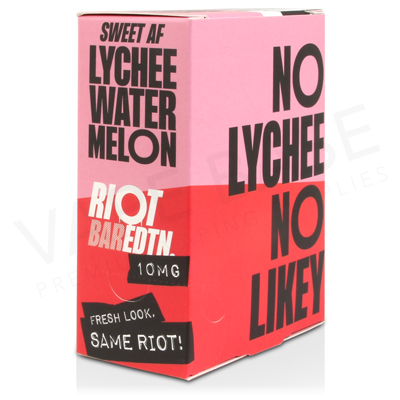 SWEET AF
LYCHEE
WATER
MELON
RIOT
BAR EDTN.
10MG
FRESH LOOK,
SAME RIOT!
NO
LYCHEE
NO
LIKEY